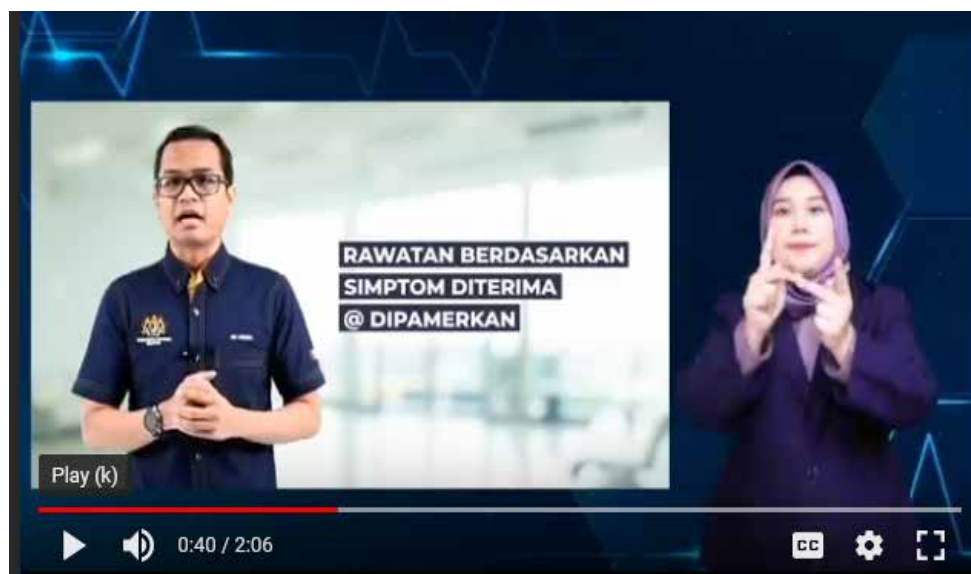 RAWATAN BERDASARKAN
SIMPTOM DITERIMA
@ DIPAMERKAN
Play (k)
0:40 / 2:06
CC